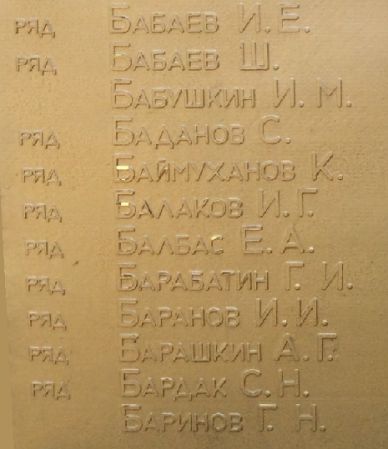 РЯД БАБАЕВ И.Е.
РЯД БАБАЕВ Ш.
БАБУШКИН И.М.
РЯД БАДАНОВ С.
РЯД БАЙМУХАНОВ К.
РЯД БАЛАКОВ И.Г.
РЯД БАЛБАС Е.А.
РЯД БАРАБАТИН Г.И.
РЯД БАРАНОВ И.И.
РЯД БАРАШКИН А.Г.
РЯД БАРДАК С.Н.
БАРИНОВ Г.Н.